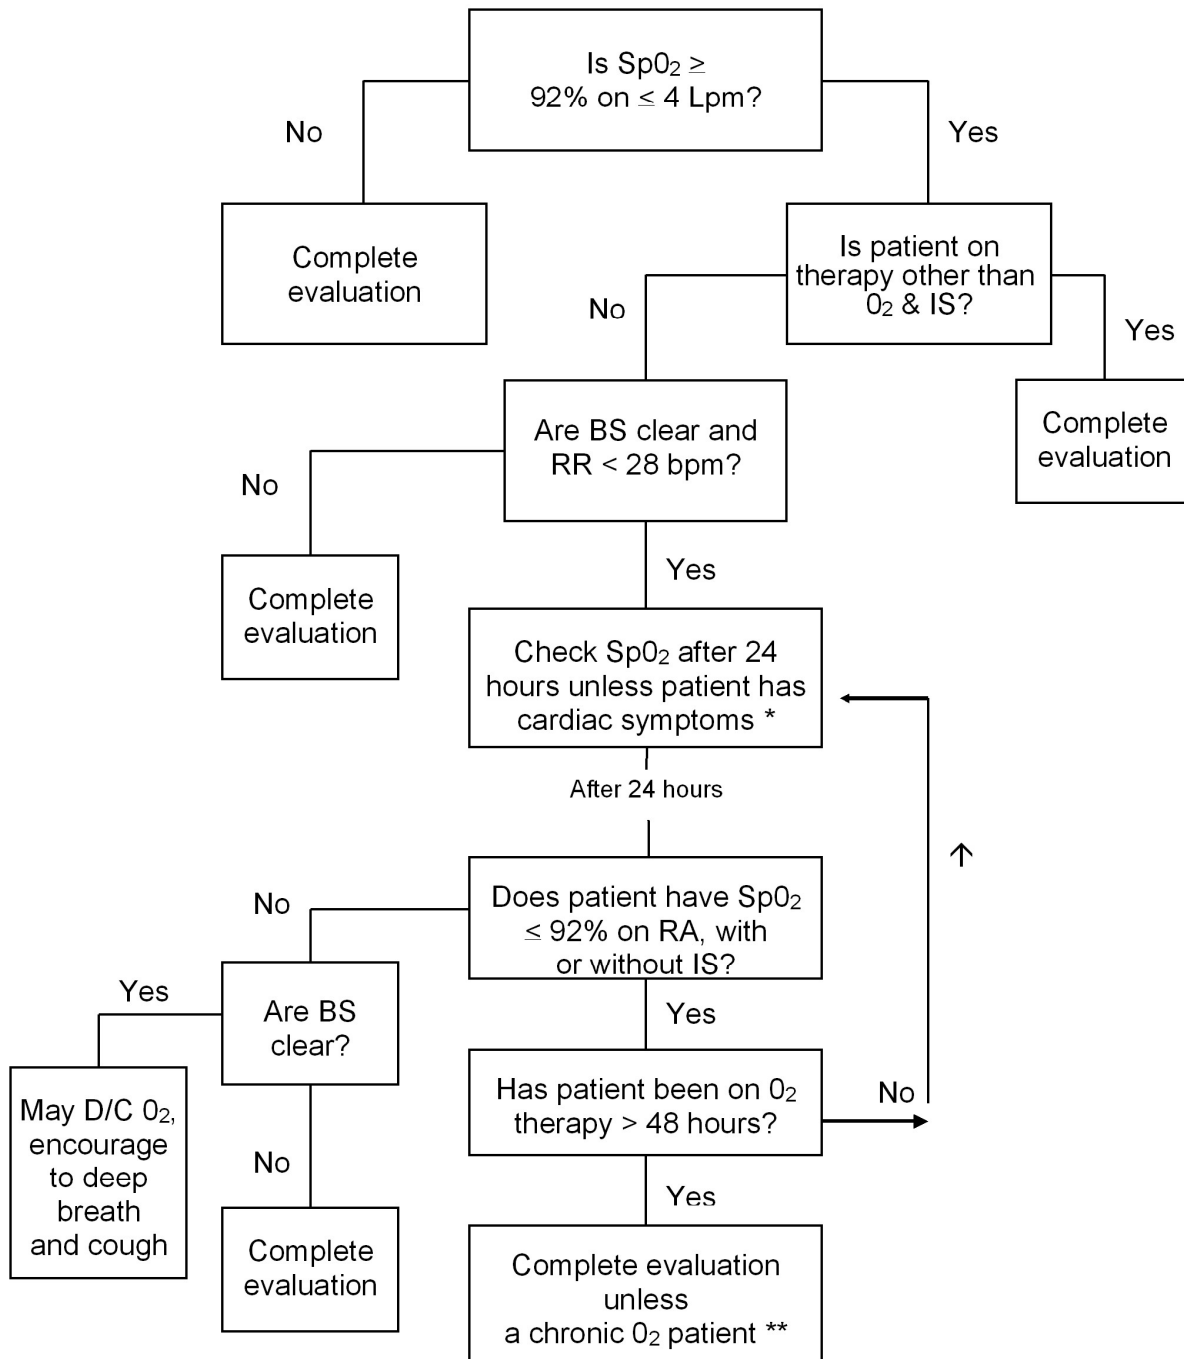 Is Sp0₂ ≥
92% on ≤ 4 Lpm?
No
Yes
Complete
evaluation
Is patient on
therapy other than
0₂ & IS?
No
Yes
Complete
evaluation
Are BS clear and
RR < 28 bpm?
No
Yes
Complete
evaluation
Check Sp0₂ after 24
hours unless patient has
cardiac symptoms *
After 24 hours
↑
Does patient have Sp0₂
≤ 92% on RA, with
or without IS?
No
Yes
Are BS
clear?
Yes
No
May D/C 0₂,
encourage
to deep
breath
and cough
Complete
evaluation
Has patient been on 0₂
therapy > 48 hours?
No
Yes
Complete evaluation
unless
a chronic 0₂ patient **